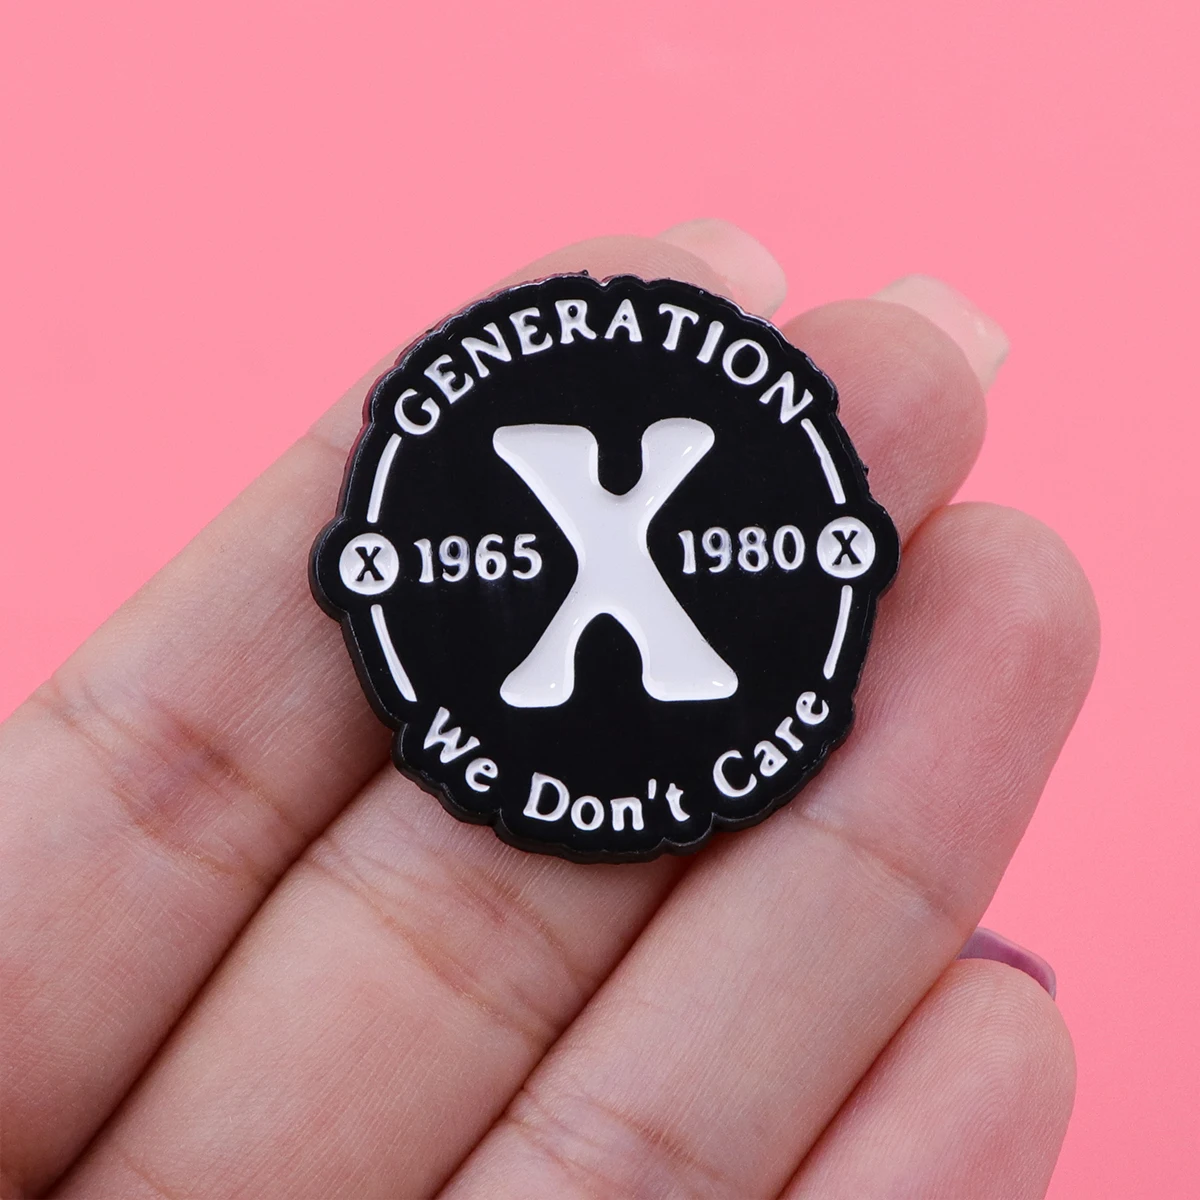 GENERATION
X
X 1965
1980 X
We Don't Care